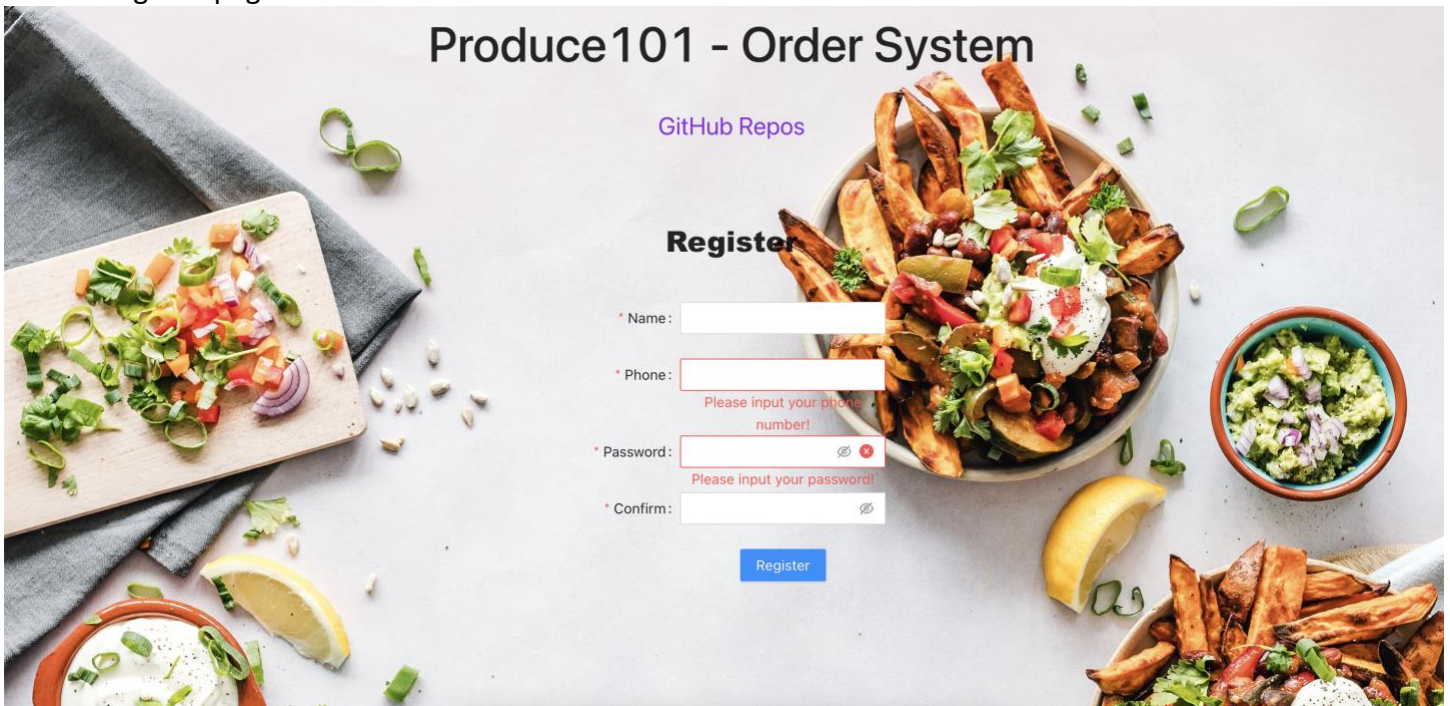 Produce101 - Order System
GitHub Repos
Register
* Name:
* Phone:
Please input your phone
number!
* Password:
Please input your password!
* Confirm:
Register